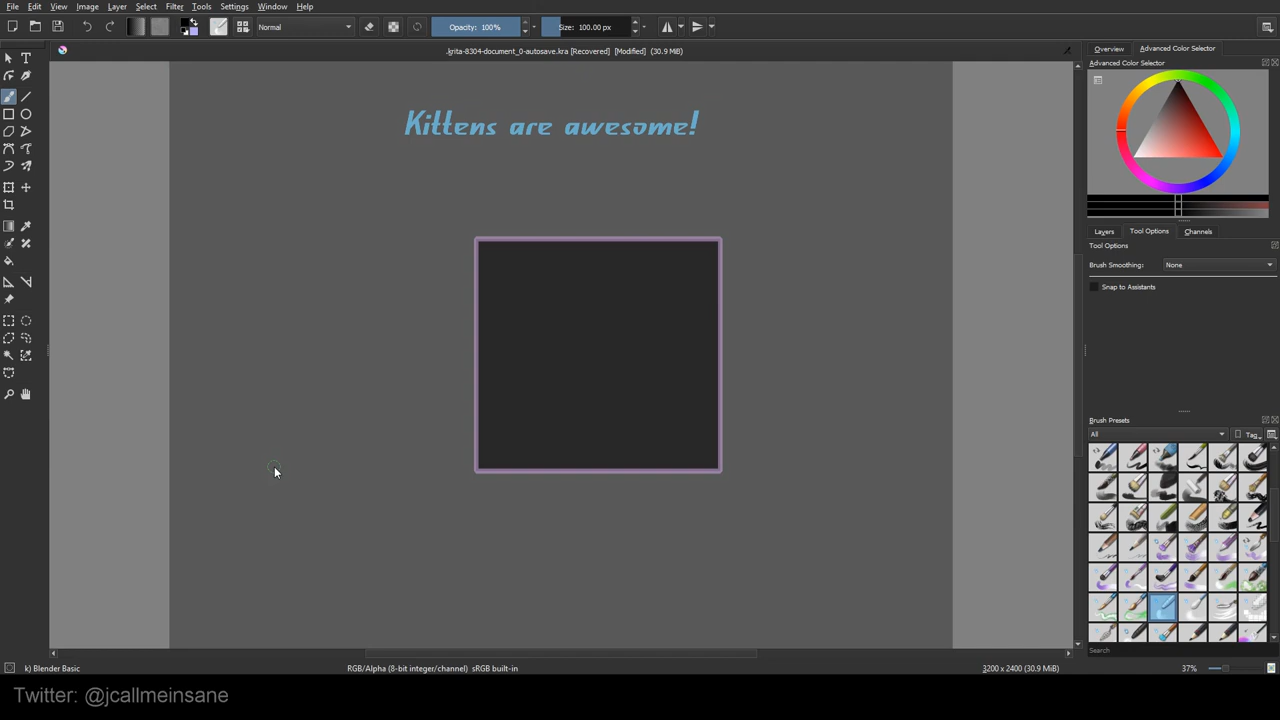 File Edit View Image Layer Select Filter Tools Settings Window Help
Normal Opacity: 100% Size: 100.00 px
.krita-8304-document_0-autosave.kra [Recovered] [Modified] (30.9 MiB)
Overview Advanced Color Selector
Advanced Color Selector
Kittens are awesome!
Layers Tool Options Channels
Tool Options
Brush Smoothing: None
Snap to Assistants
Brush Presets
All Tag
Search
k) Blender Basic RGB/Alpha (8-bit integer/channel) sRGB built-in 3200 x 2400 (30.9 MiB) 37%
Twitter: @jcallmeinsane